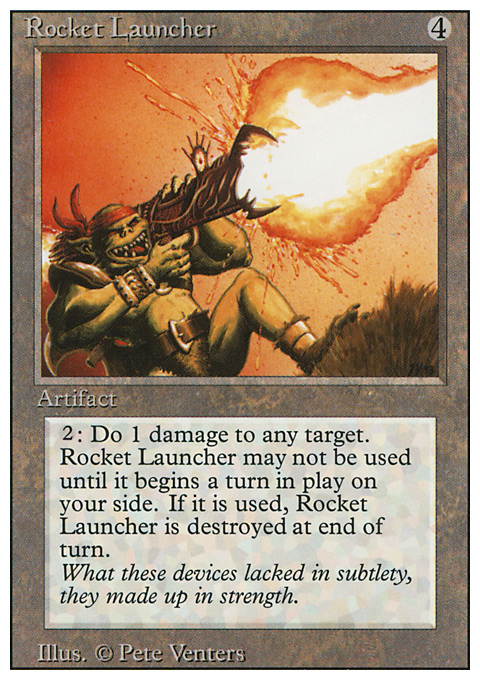 Rocket Launcher 4
Artifact
2: Do 1 damage to any target.
Rocket Launcher may not be used
until it begins a turn in play on
your side. If it is used, Rocket
Launcher is destroyed at end of
turn.
What these devices lacked in subtlety,
they made up in strength.
Illus. © Pete Venters